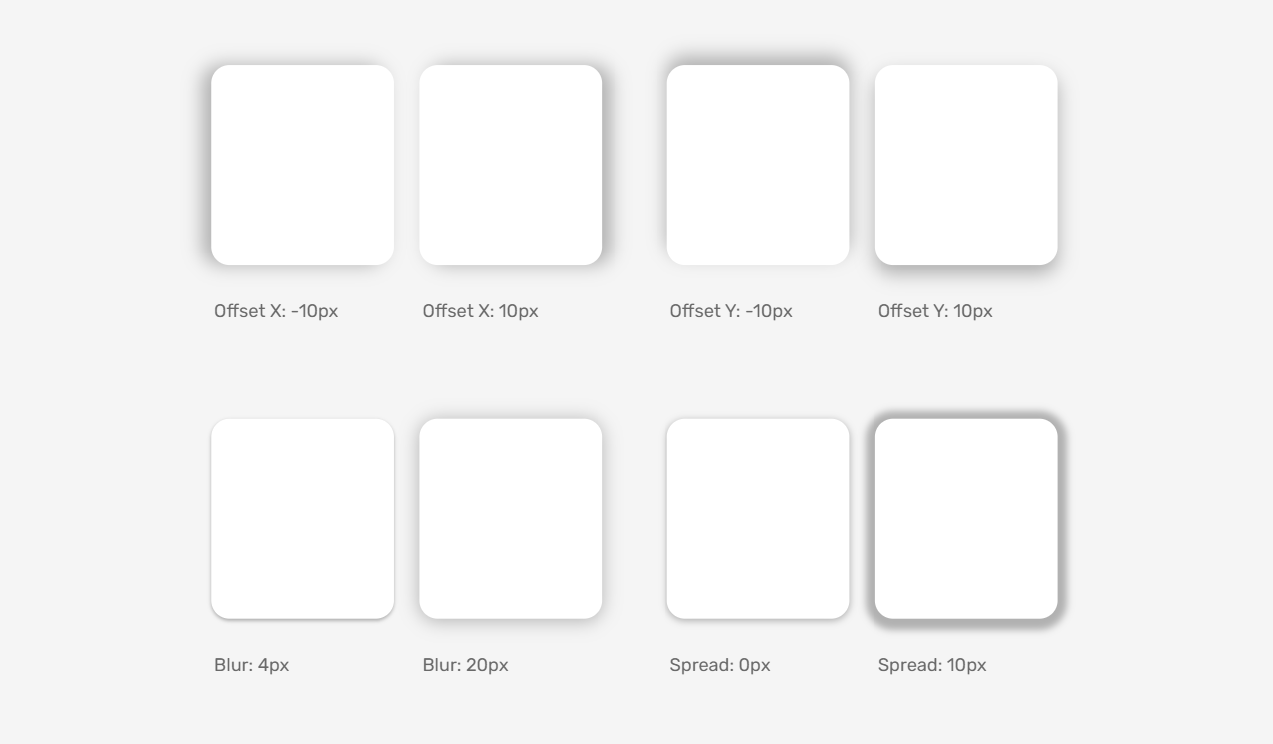 Offset X: -10px
Offset X: 10px
Offset Y: -10px
Offset Y: 10px
Blur: 4px
Blur: 20px
Spread: 0px
Spread: 10px